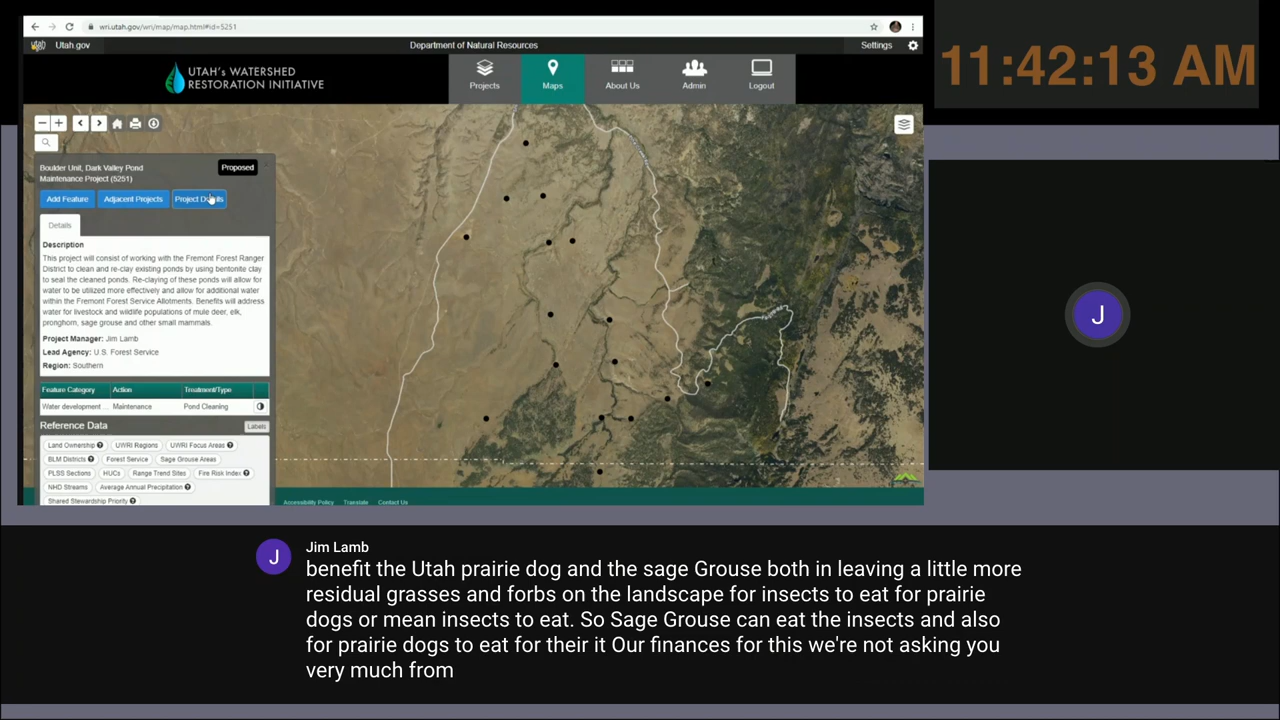 wri.utah.gov/wri/map/map.html#id=5251
11:42:13 AM
Utah.gov
Department of Natural Resources
Settings
UTAH'S WATERSHED
RESTORATION INITIATIVE
Projects
Maps
About Us
Admin
Logout
Boulder Unit, Dark Valley Pond
Maintenance Project (5251)
Proposed
Add Feature
Adjacent Projects
Project Details
Details
Description
This project will consist of working with the Fremont Forest Ranger
District to clean and re-clay existing ponds by using bentonite clay
to seal the cleaned ponds. Re-claying of these ponds will allow for
water to be utilized more effectively and allow for additional water
within the Fremont Forest Service Allotments. Benefits will address
water for livestock and wildlife populations of mule deer, elk,
pronghorn, sage grouse and other small mammals.
Project Manager: Jim Lamb
Lead Agency: U.S. Forest Service
Region: Southern
Feature Category Action Treatment/Type
Water development ... Maintenance Pond Cleaning
Reference Data
Labels
Land Ownership UWRI Regions UWRI Focus Areas
BLM Districts Forest Service Sage Grouse Areas
PLSS Sections HUCs Range Trend Sites Fire Risk Index
NHD Streams Average Annual Precipitation
Shared Stewardship Priority
Accessibility Policy Translate Contact Us
J
J
Jim Lamb
benefit the Utah prairie dog and the sage Grouse both in leaving a little more
residual grasses and forbs on the landscape for insects to eat for prairie
dogs or mean insects to eat. So Sage Grouse can eat the insects and also
for prairie dogs to eat for their it Our finances for this we're not asking you
very much from